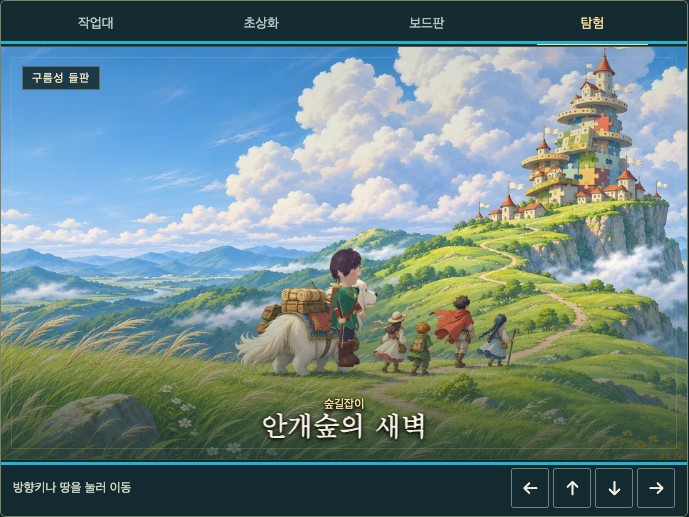 작업대
초상화
보드판
탐험
구름성 들판
숲길잡이
안개숲의 새벽
방향키나 땅을 눌러 이동